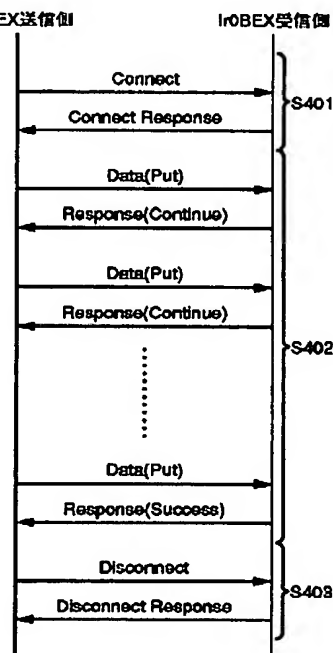 EX送信側 Ir0BEX受信側
Connect
S401
Connect Response
Data(Put)
Response(Continue)
Data(Put)
Response(Continue)
S402
Data(Put)
Response(Success)
Disconnect
S403
Disconnect Response